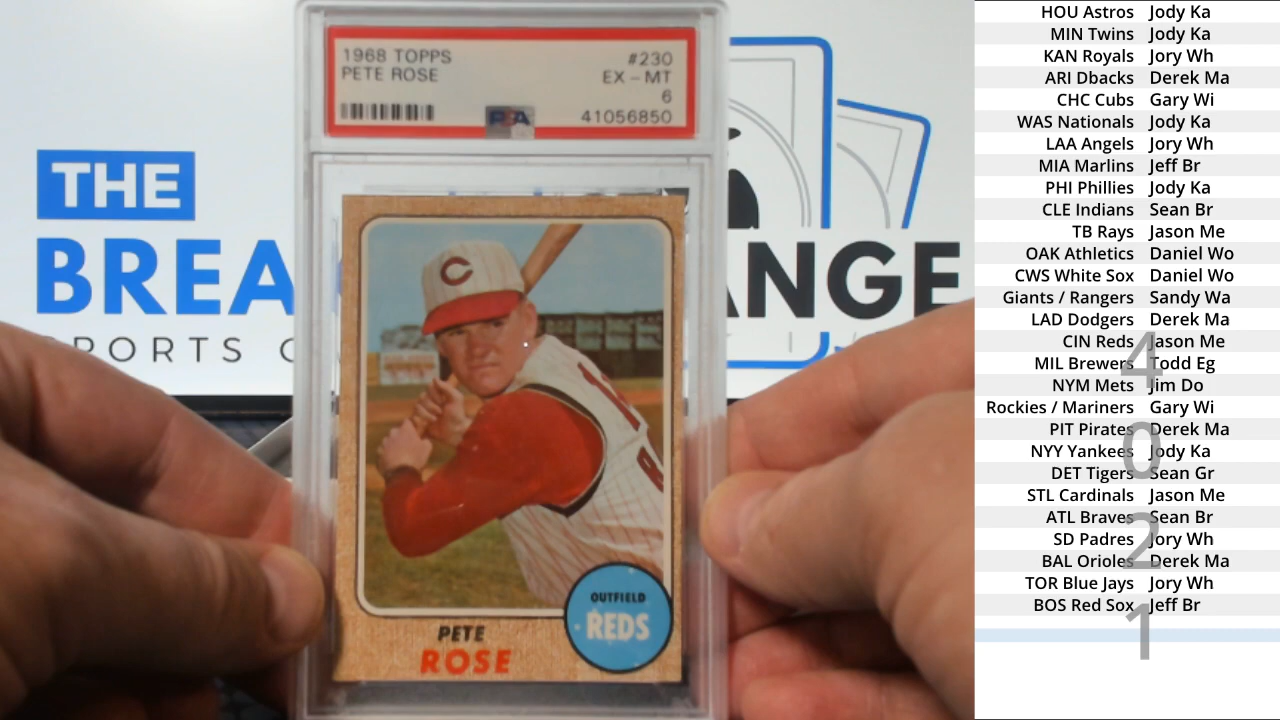 1968 TOPPS #230
PETE ROSE EX - MT
6
PSA 41056850
THE
BREA ANGE
PORTS C
C
PETE
ROSE
OUTFIELD
REDS
HOU Astros Jody Ka
MIN Twins Jody Ka
KAN Royals Jory Wh
ARI Dbacks Derek Ma
CHC Cubs Gary Wi
WAS Nationals Jody Ka
LAA Angels Jory Wh
MIA Marlins Jeff Br
PHI Phillies Jody Ka
CLE Indians Sean Br
TB Rays Jason Me
OAK Athletics Daniel Wo
CWS White Sox Daniel Wo
Giants / Rangers Sandy Wa
LAD Dodgers Derek Ma
CIN Reds Jason Me
MIL Brewers Todd Eg
NYM Mets Jim Do
Rockies / Mariners Gary Wi
PIT Pirates Derek Ma
NYY Yankees Jody Ka
DET Tigers Sean Gr
STL Cardinals Jason Me
ATL Braves Sean Br
SD Padres Jory Wh
BAL Orioles Derek Ma
TOR Blue Jays Jory Wh
BOS Red Sox Jeff Br
4
0
2
1